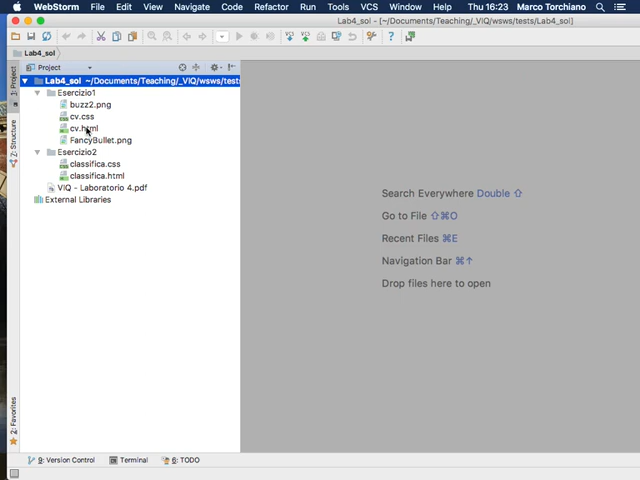 WebStorm File Edit View Navigate Code Refactor Run Tools VCS Window Help Thu 16:23 Marco Torchiano
Lab4_sol - [~/Documents/Teaching/_VIQ/wsws/tests/Lab4_sol]
Lab4_sol
1: Project
Z: Structure
2: Favorites
Project
Lab4_sol ~/Documents/Teaching/_VIQ/wsws/tests
Esercizio1
buzz2.png
cv.css
cv.html
FancyBullet.png
Esercizio2
classifica.css
classifica.html
VIQ - Laboratorio 4.pdf
External Libraries
Search Everywhere Double ⇧
Go to File ⇧⌘O
Recent Files ⌘E
Navigation Bar ⌘↑
Drop files here to open
9: Version Control Terminal 6: TODO